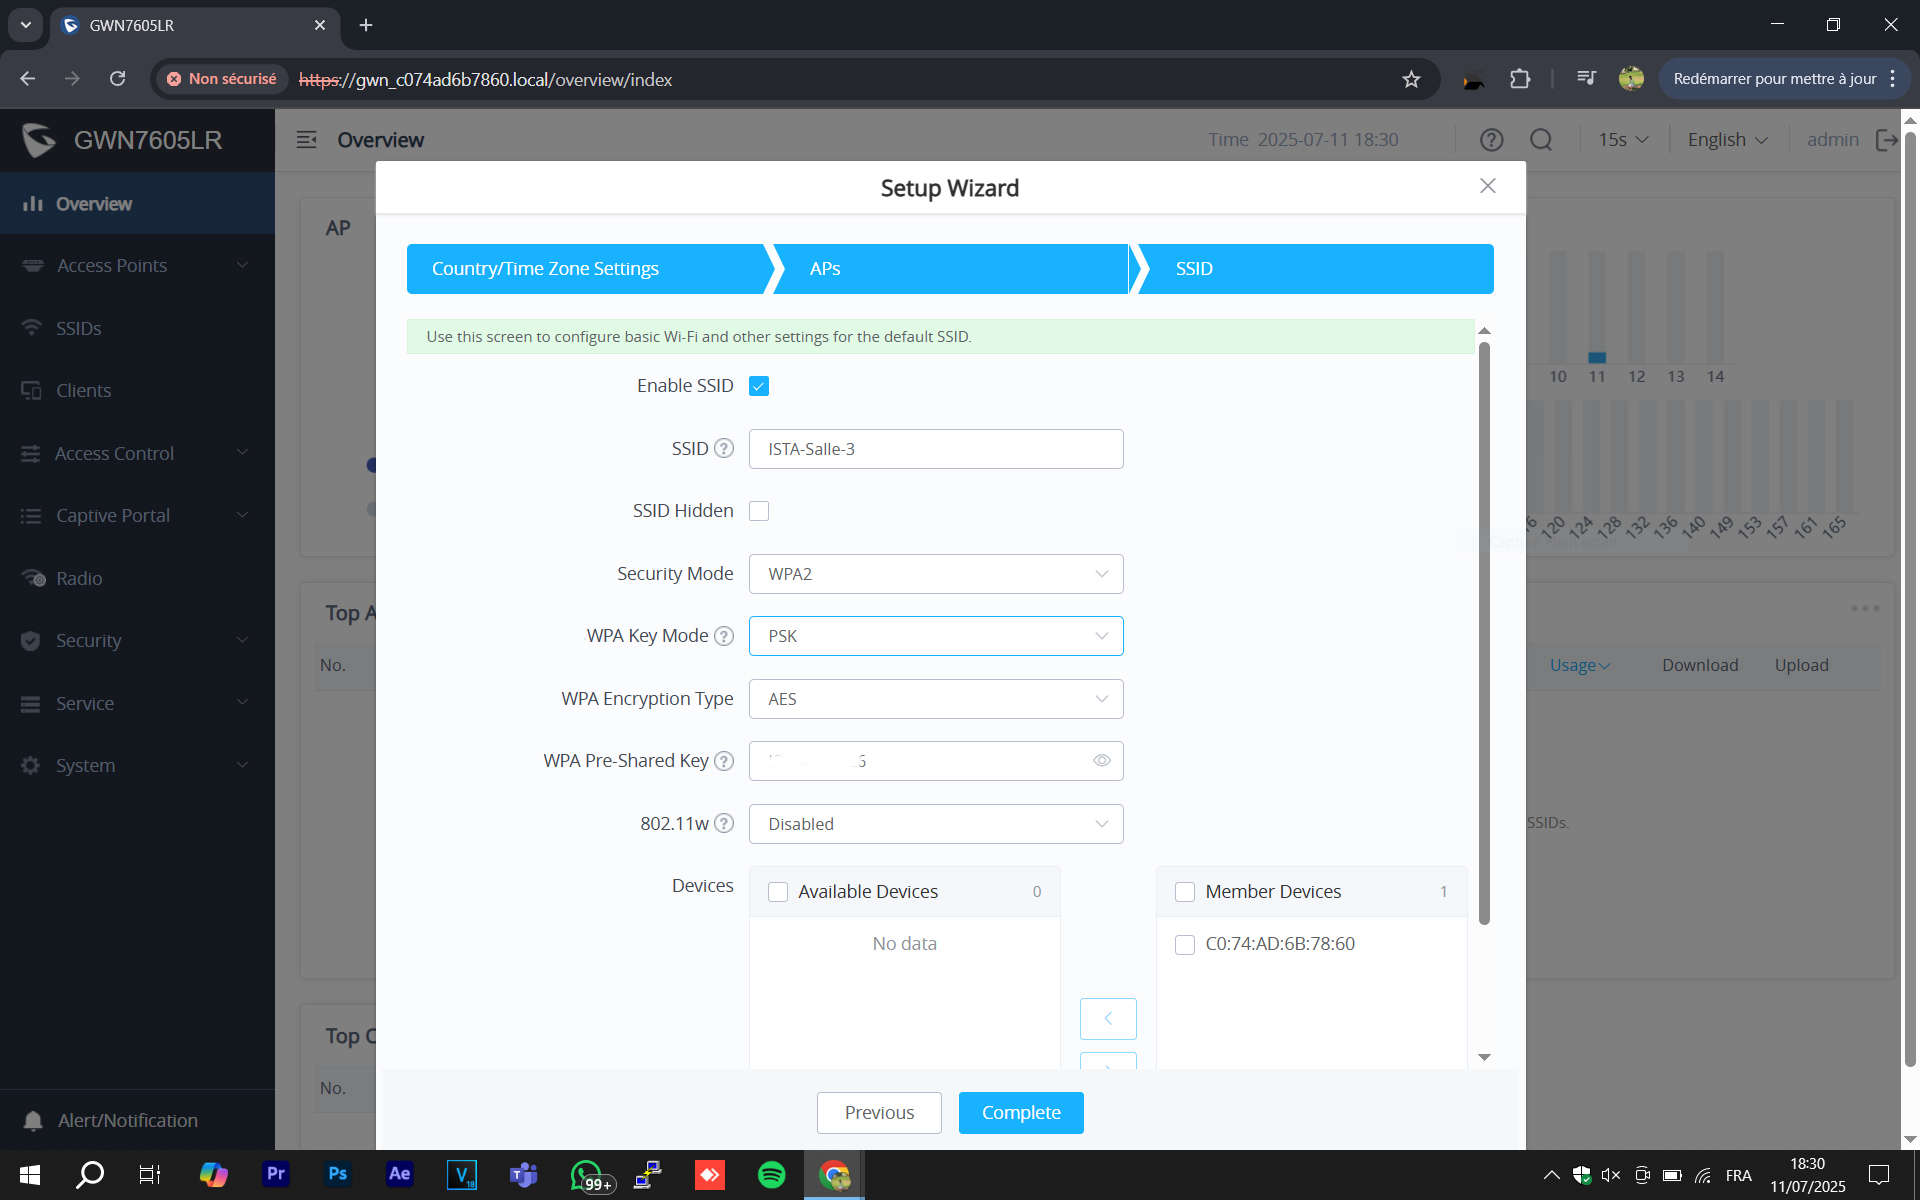 GWN7605LR
Non sécurisé
https://gwn_c074ad6b7860.local/overview/index
Redémarrer pour mettre à jour
GWN7605LR
Overview
Time 2025-07-11 18:30
15s
English
admin
Overview
Access Points
SSIDs
Clients
Access Control
Captive Portal
Radio
Security
Service
System
Alert/Notification
AP
Setup Wizard
Country/Time Zone Settings
APs
SSID
Use this screen to configure basic Wi-Fi and other settings for the default SSID.
Enable SSID
SSID
ISTA-Salle-3
SSID Hidden
Security Mode
WPA2
WPA Key Mode
PSK
WPA Encryption Type
AES
WPA Pre-Shared Key
6
802.11w
Disabled
Devices
Available Devices 0
No data
Member Devices 1
C0:74:AD:6B:78:60
Previous
Complete
10 11 12 13 14
120 124 128 132 136 140 149 153 157 161 165
Top
No.
Usage
Download
Upload
SSIDs.
Top
No.
Pr
Ps
Ae
V
18
99+
FRA
18:30
11/07/2025